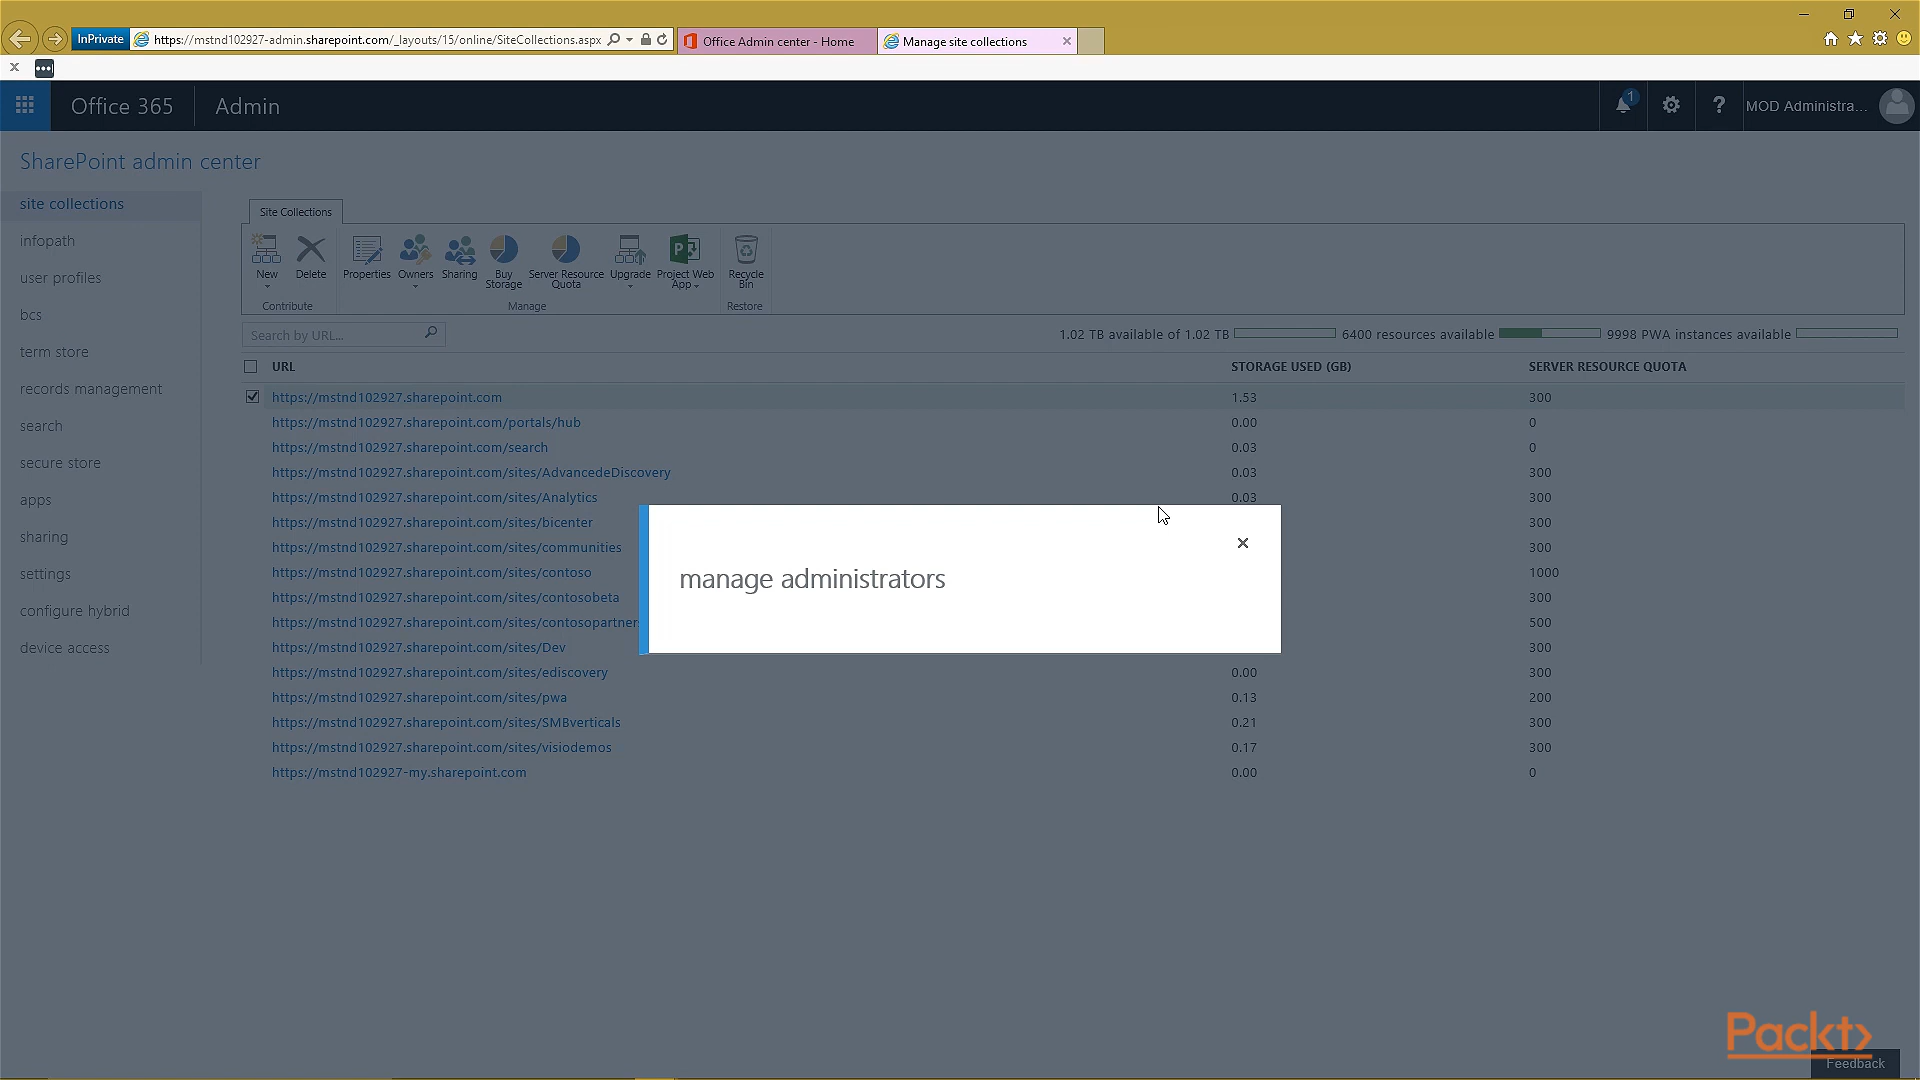 InPrivate https://mstnd102927-admin.sharepoint.com/_layouts/15/online/SiteCollections.aspx Office Admin center - Home Manage site collections
Office 365 Admin 1 ? MOD Administra...
SharePoint admin center
site collections
infopath
user profiles
bcs
term store
records management
search
secure store
apps
sharing
settings
configure hybrid
device access
Site Collections
New Delete Properties Owners Sharing Buy Storage Server Resource Quota Upgrade Project Web App Recycle Bin
Contribute Manage Restore
Search by URL... 1.02 TB available of 1.02 TB 6400 resources available 9998 PWA instances available
URL STORAGE USED (GB) SERVER RESOURCE QUOTA
https://mstnd102927.sharepoint.com 1.53 300
https://mstnd102927.sharepoint.com/portals/hub 0.00 0
https://mstnd102927.sharepoint.com/search 0.03 0
https://mstnd102927.sharepoint.com/sites/AdvancedeDiscovery 0.03 300
https://mstnd102927.sharepoint.com/sites/Analytics 0.03 300
https://mstnd102927.sharepoint.com/sites/bicenter 300
https://mstnd102927.sharepoint.com/sites/communities 300
https://mstnd102927.sharepoint.com/sites/contoso 1000
https://mstnd102927.sharepoint.com/sites/contosobeta 300
https://mstnd102927.sharepoint.com/sites/contosopartner 500
https://mstnd102927.sharepoint.com/sites/Dev 300
https://mstnd102927.sharepoint.com/sites/ediscovery 0.00 300
https://mstnd102927.sharepoint.com/sites/pwa 0.13 200
https://mstnd102927.sharepoint.com/sites/SMBverticals 0.21 300
https://mstnd102927.sharepoint.com/sites/visiodemos 0.17 300
https://mstnd102927-my.sharepoint.com 0.00 0
manage administrators
Packt
Feedback